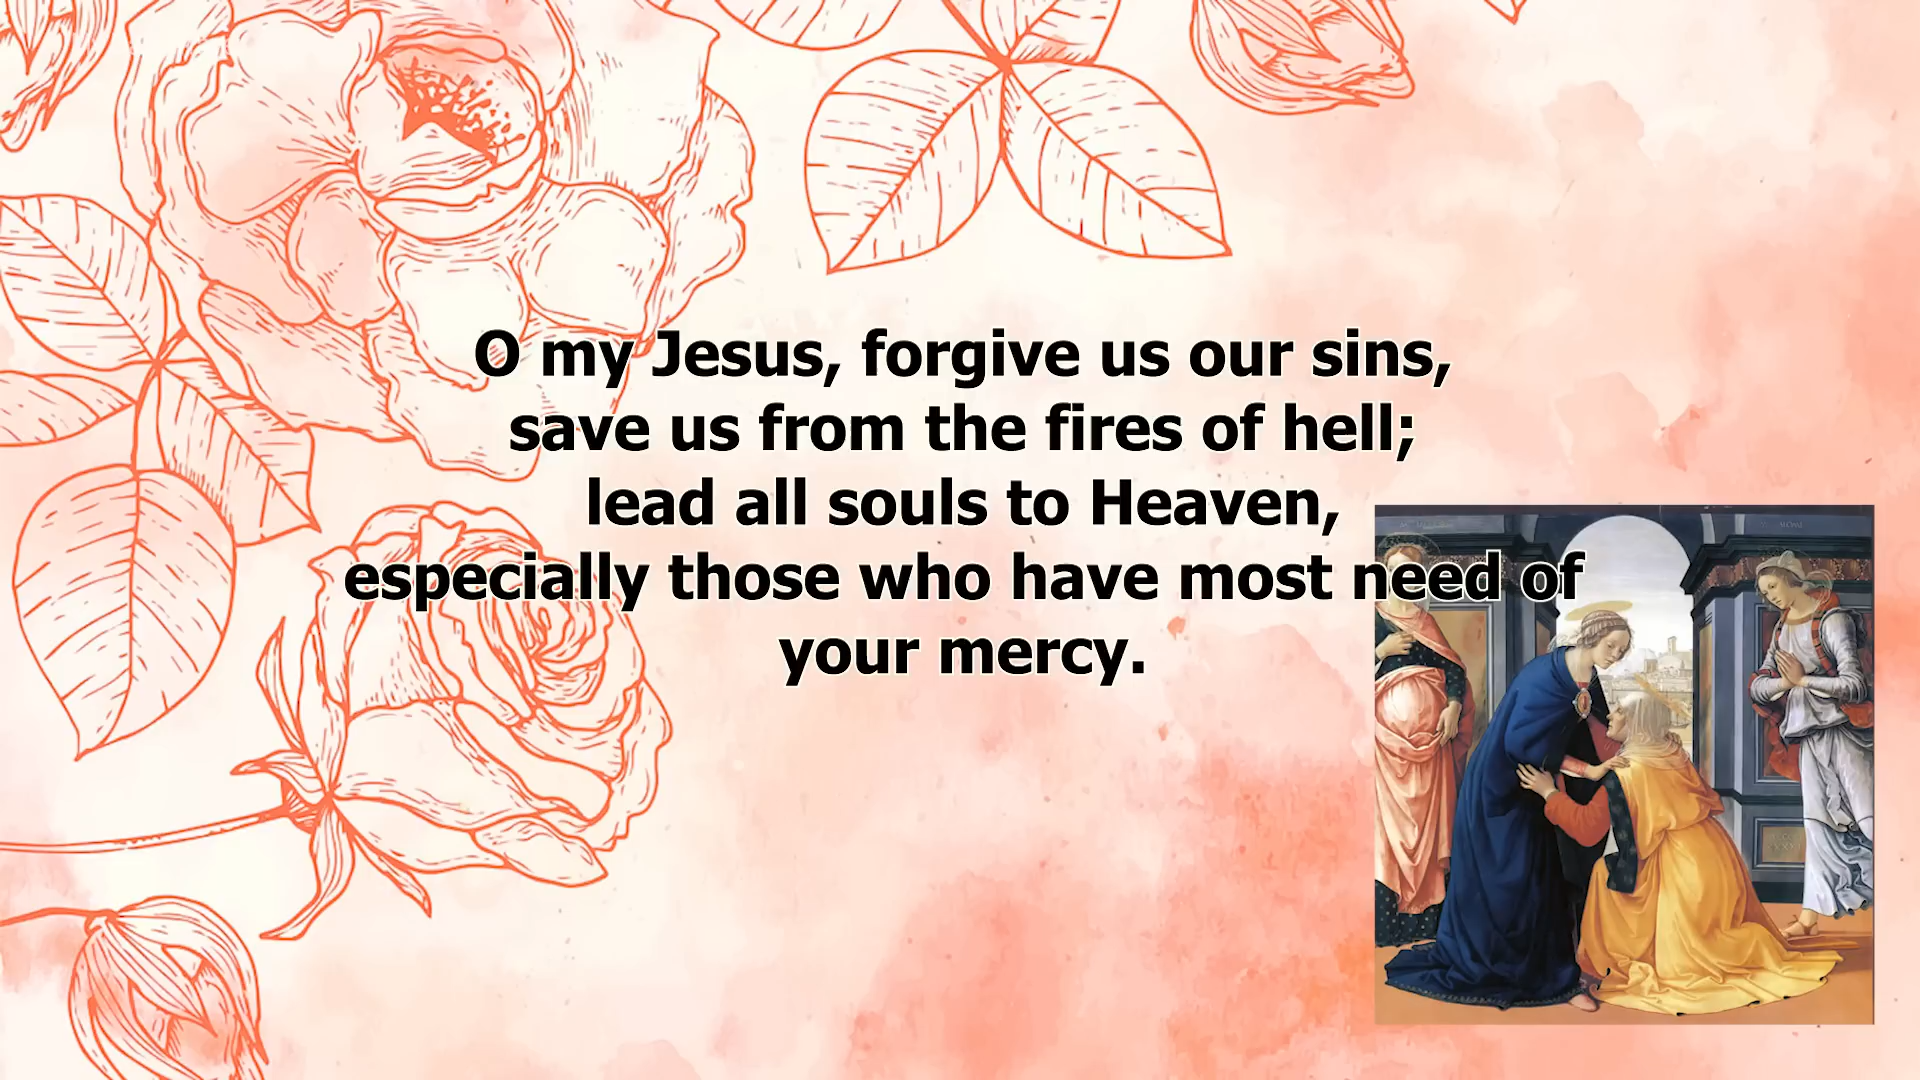 O my Jesus, forgive us our sins,
save us from the fires of hell;
lead all souls to Heaven,
especially those who have most need of
your mercy.